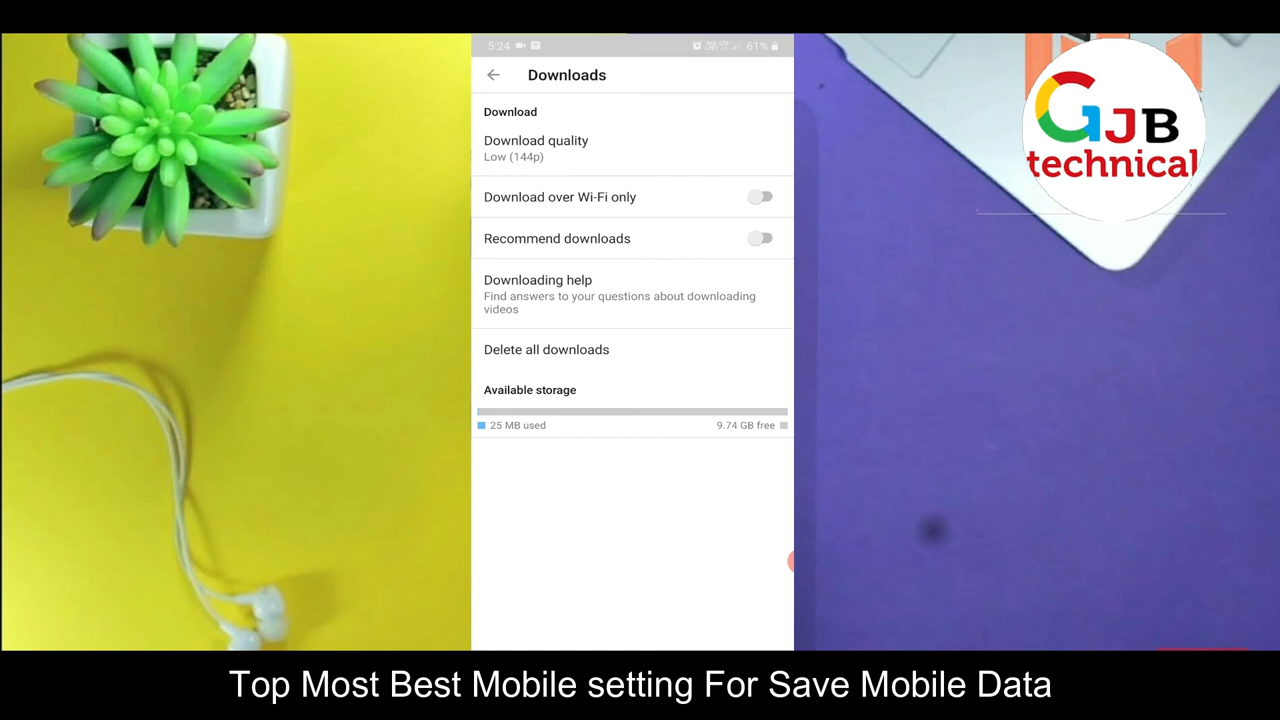 5:24
61%
Downloads
Download
Download quality
Low (144p)
Download over Wi-Fi only
Recommend downloads
Downloading help
Find answers to your questions about downloading
videos
Delete all downloads
Available storage
25 MB used
9.74 GB free
GJB
technical
Top Most Best Mobile setting For Save Mobile Data